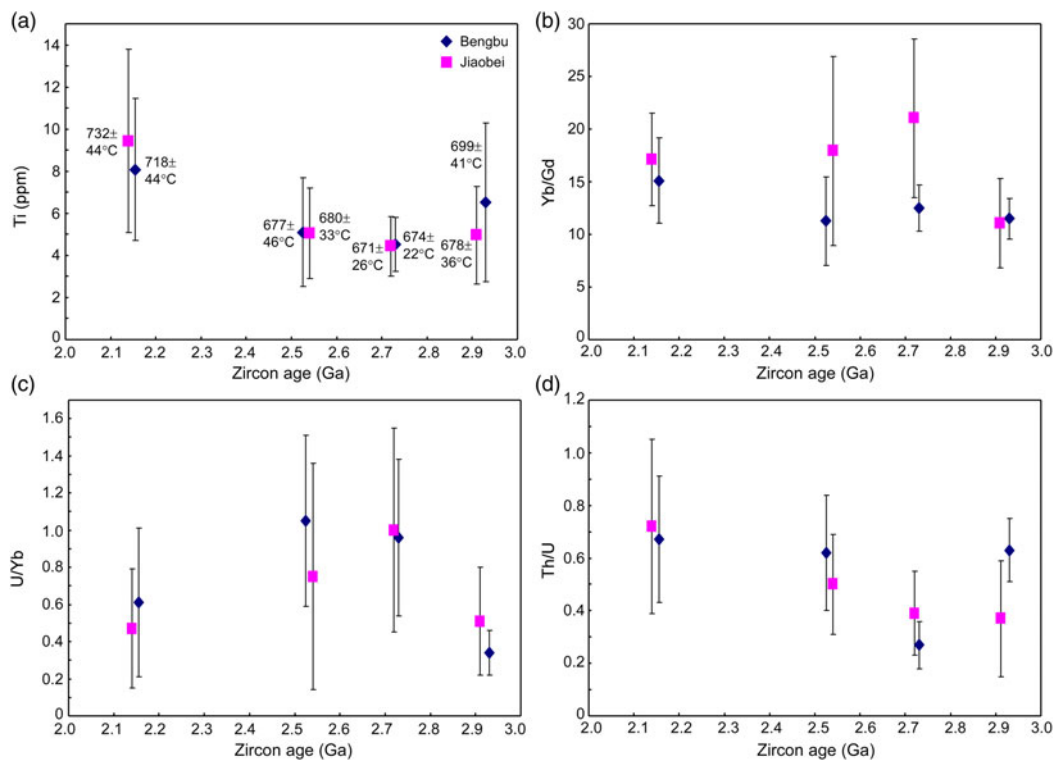 (a)
14
12
10
8
6
4
2
0
Ti (ppm)
Bengbu
Jiaobei
732±
44°C
718±
44°C
677±
46°C
680±
33°C
671±
26°C
674±
22°C
678±
36°C
699±
41°C
2.0 2.1 2.2 2.3 2.4 2.5 2.6 2.7 2.8 2.9 3.0
Zircon age (Ga)
(b)
30
25
20
15
10
5
0
Yb/Gd
2.0 2.1 2.2 2.3 2.4 2.5 2.6 2.7 2.8 2.9 3.0
Zircon age (Ga)
(c)
1.6
1.4
1.2
1.0
0.8
0.6
0.4
0.2
0
U/Yb
2.0 2.1 2.2 2.3 2.4 2.5 2.6 2.7 2.8 2.9 3.0
Zircon age (Ga)
(d)
1.2
1.0
0.8
0.6
0.4
0.2
0
Th/U
2.0 2.1 2.2 2.3 2.4 2.5 2.6 2.7 2.8 2.9 3.0
Zircon age (Ga)